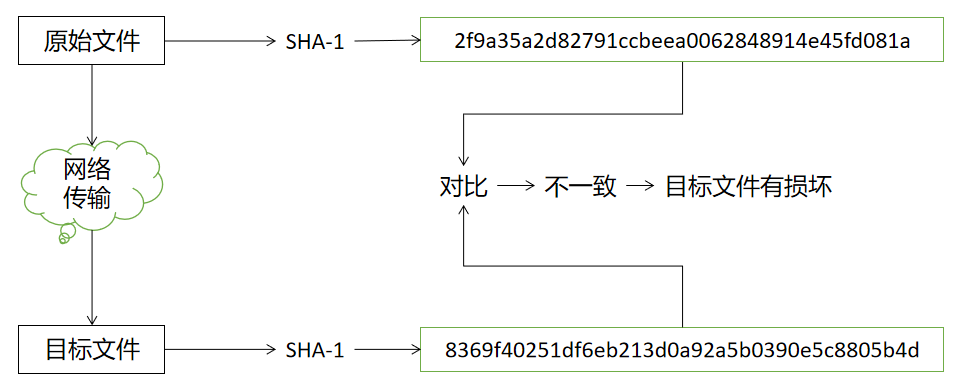 原始文件
SHA-1
2f9a35a2d82791ccbeea0062848914e45fd081a
网络
传输
对比
不一致
目标文件有损坏
目标文件
SHA-1
8369f40251df6eb213d0a92a5b0390e5c8805b4d